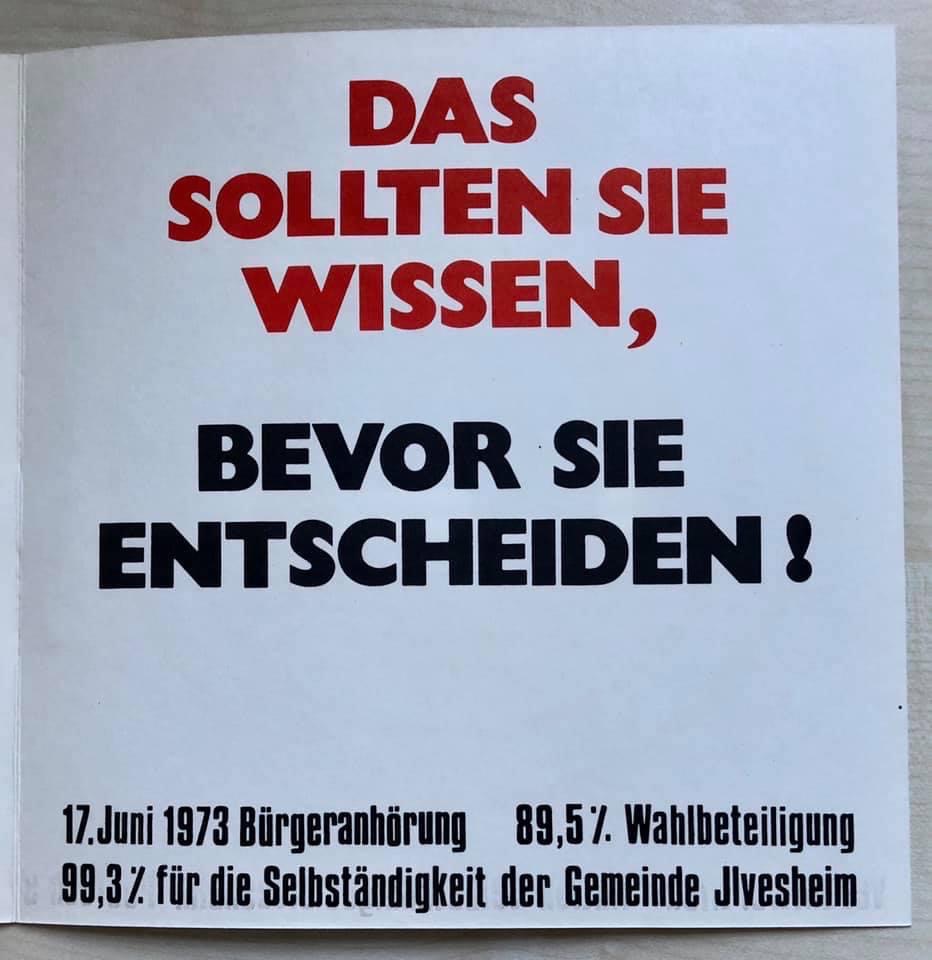 DAS
SOLLTEN SIE
WISSEN,
BEVOR SIE
ENTSCHEIDEN!
17. Juni 1973 Bürgeranhörung 89,5% Wahlbeteiligung
99,3% für die Selbständigkeit der Gemeinde Jlvesheim